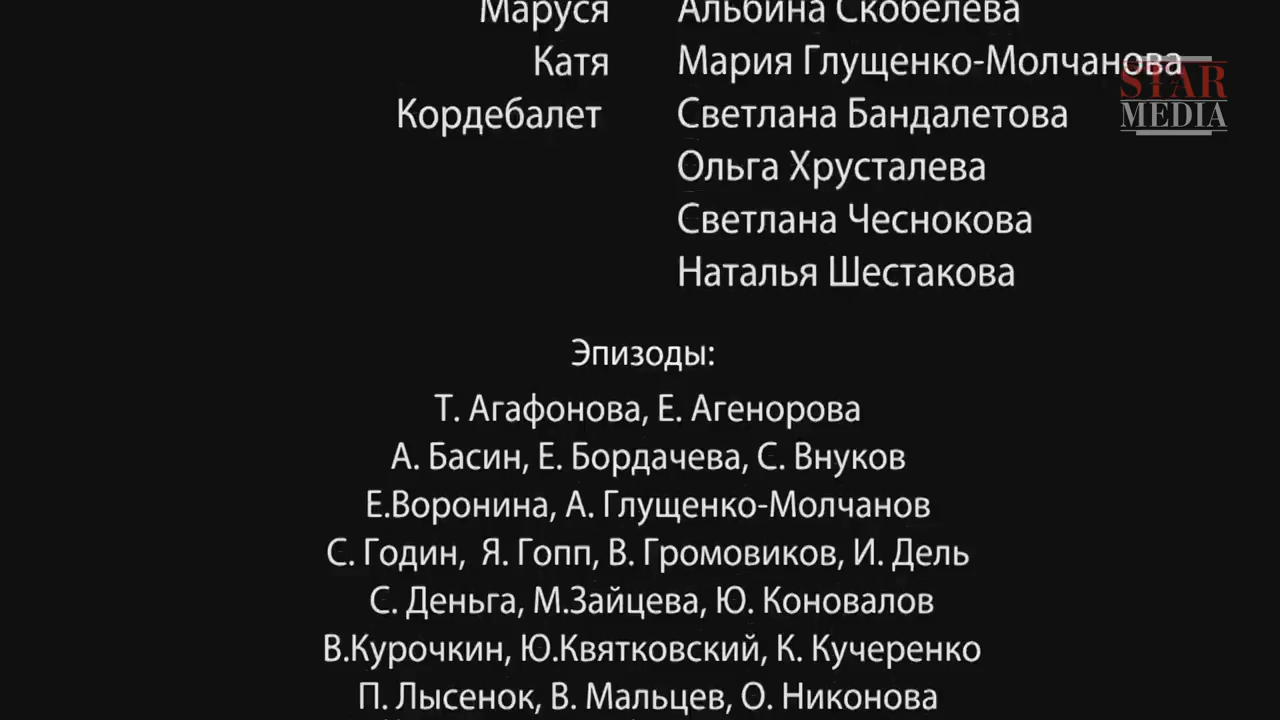 Маруся Альбина Скобелева
Катя Мария Глущенко-Молчанова
STAR
MEDIA
Кордебалет Светлана Бандалетова
Ольга Хрусталева
Светлана Чеснокова
Наталья Шестакова
Эпизоды:
Т. Агафонова, Е. Агенорова
А. Басин, Е. Бордачева, С. Внуков
Е.Воронина, А. Глущенко-Молчанов
С. Годин, Я. Гопп, В. Громовиков, И. Дель
С. Деньга, М.Зайцева, Ю. Коновалов
В.Курочкин, Ю.Квятковский, К. Кучеренко
П. Лысенок, В. Мальцев, О. Никонова